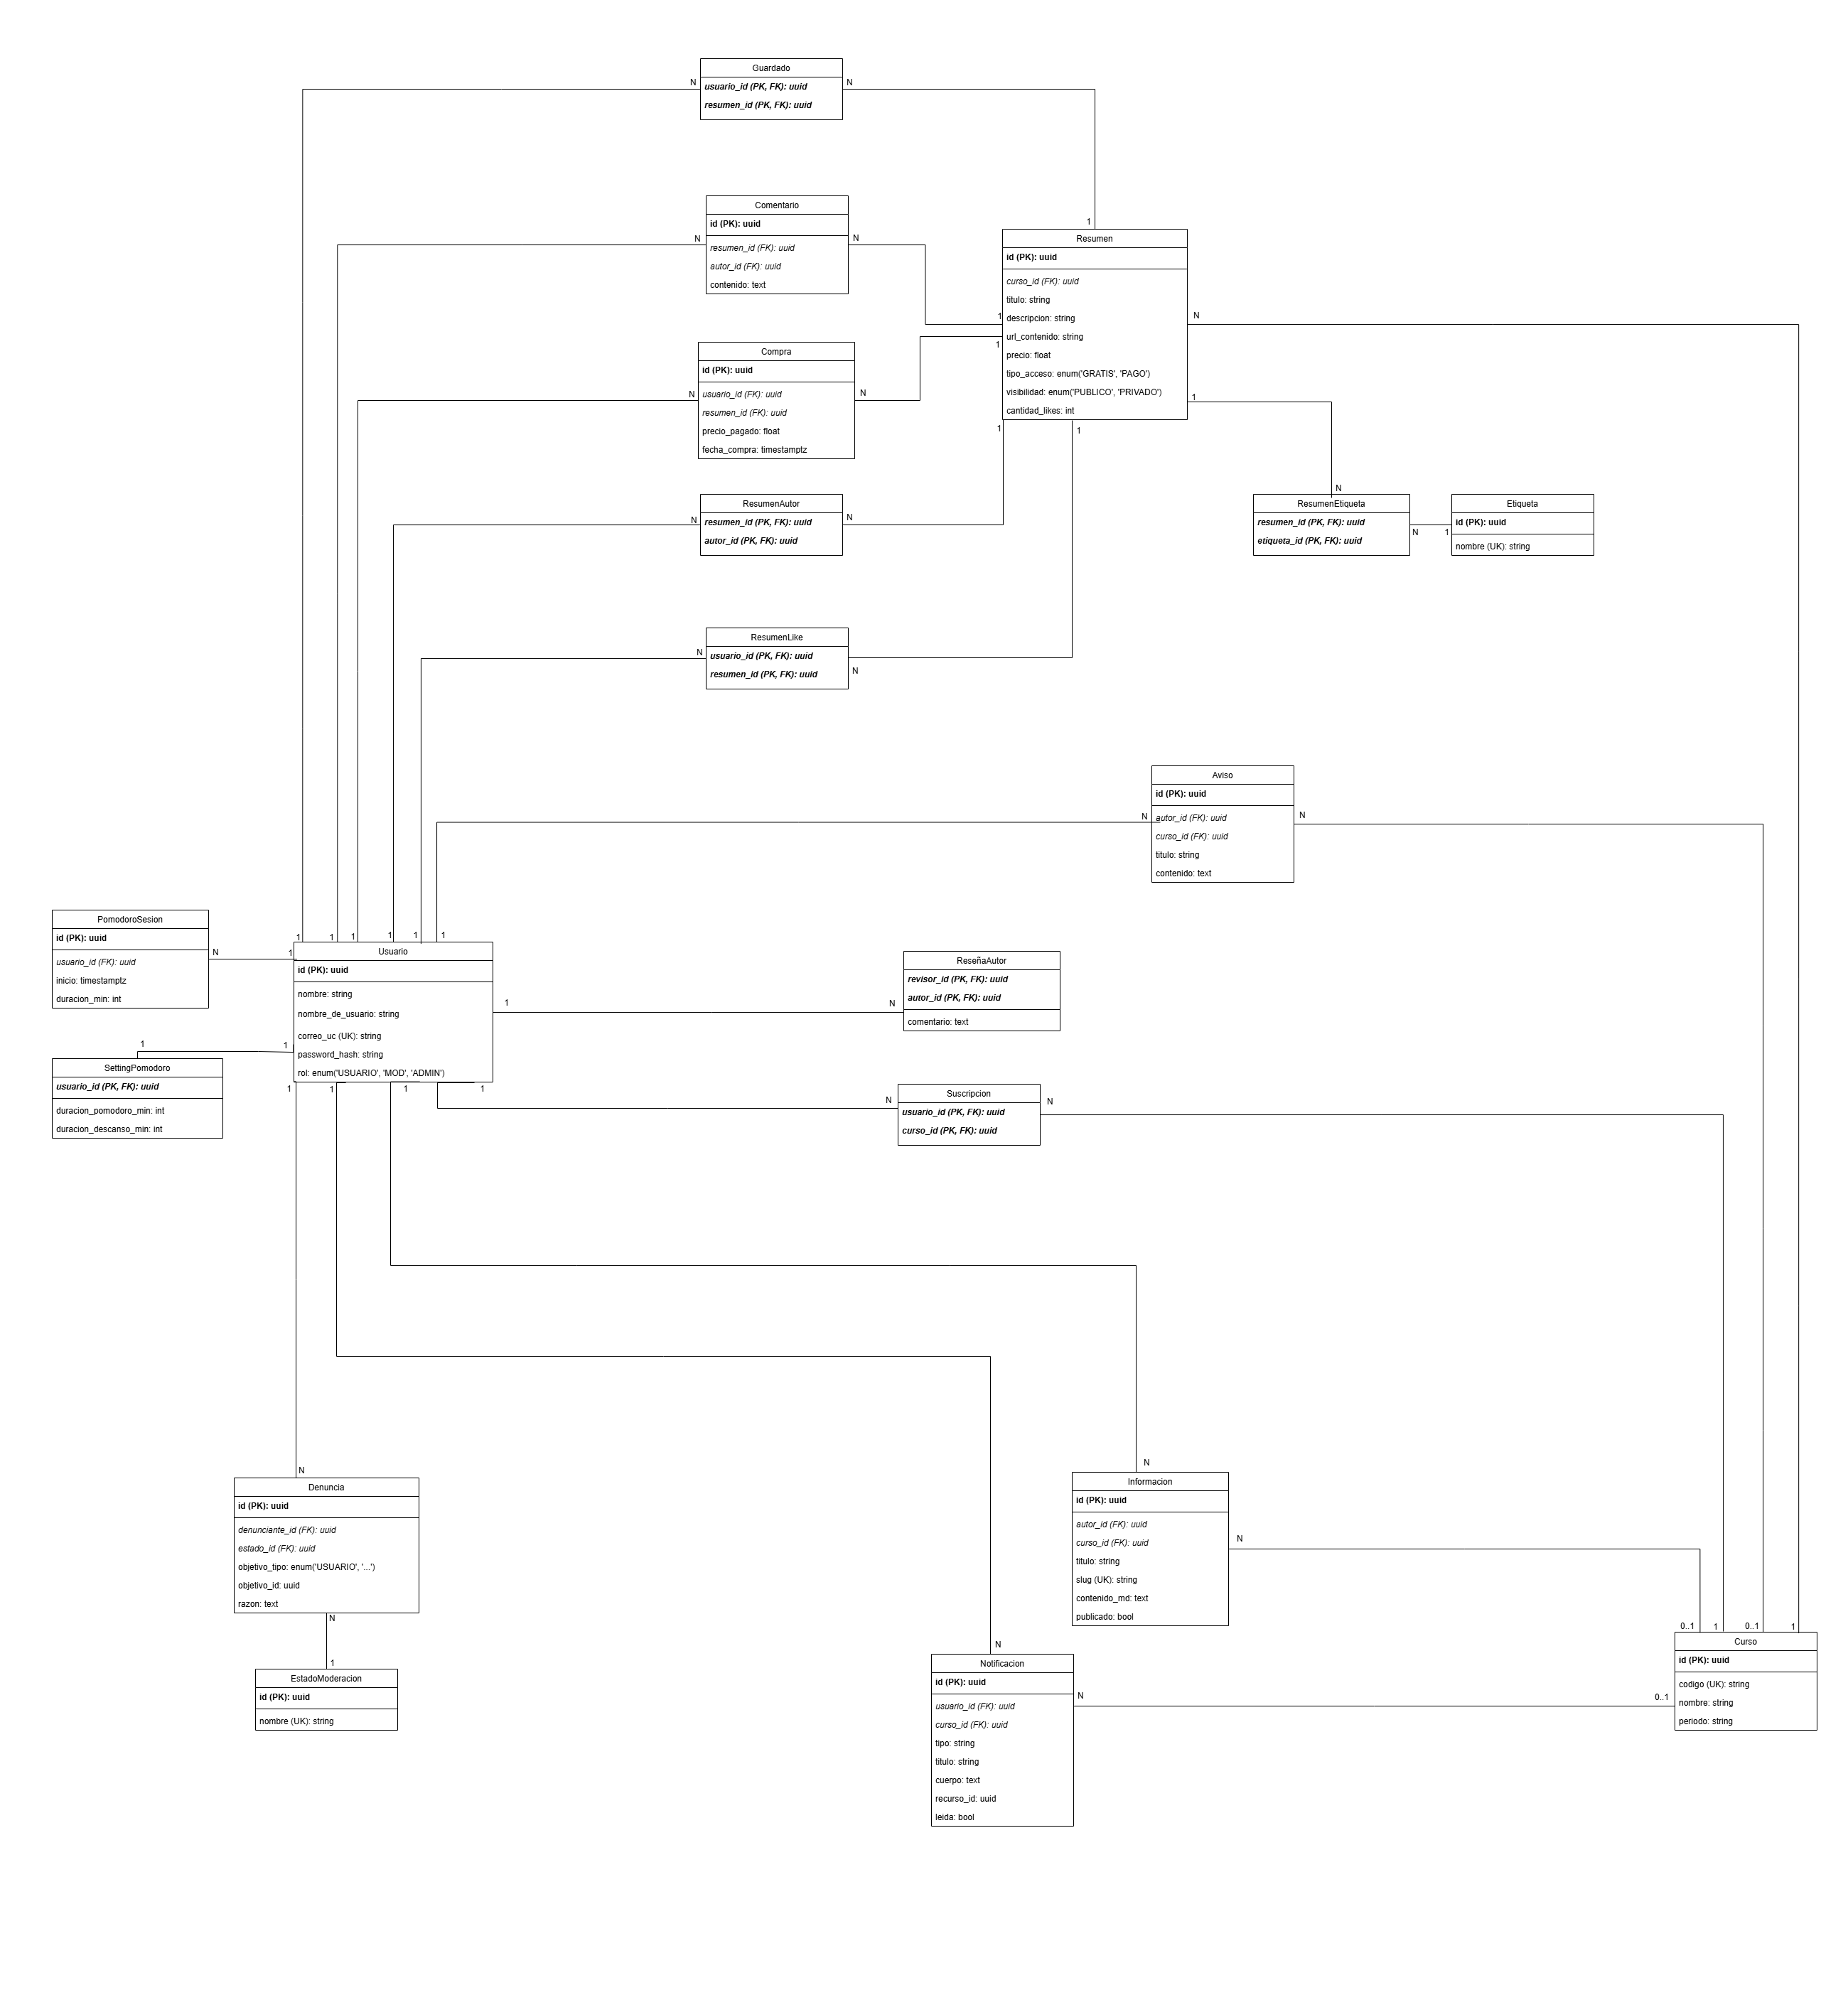 Guardado
usuario_id (PK, FK): uuid
resumen_id (PK, FK): uuid
N
N
1
Comentario
id (PK): uuid
resumen_id (FK): uuid
autor_id (FK): uuid
contenido: text
N
N
1
Resumen
id (PK): uuid
curso_id (FK): uuid
titulo: string
descripcion: string
url_contenido: string
precio: float
tipo_acceso: enum('GRATIS', 'PAGO')
visibilidad: enum('PUBLICO', 'PRIVADO')
cantidad_likes: int
N
1
1
1
1
Compra
id (PK): uuid
usuario_id (FK): uuid
resumen_id (FK): uuid
precio_pagado: float
fecha_compra: timestamptz
N
N
ResumenAutor
resumen_id (PK, FK): uuid
autor_id (PK, FK): uuid
N
N
N
ResumenEtiqueta
resumen_id (PK, FK): uuid
etiqueta_id (PK, FK): uuid
N
1
Etiqueta
id (PK): uuid
nombre (UK): string
ResumenLike
usuario_id (PK, FK): uuid
resumen_id (PK, FK): uuid
N
N
Aviso
id (PK): uuid
autor_id (FK): uuid
curso_id (FK): uuid
titulo: string
contenido: text
N
N
PomodoroSesion
id (PK): uuid
usuario_id (FK): uuid
inicio: timestamptz
duracion_min: int
N
1
1
1
1
1
1
1
Usuario
id (PK): uuid
nombre: string
nombre_de_usuario: string
correo_uc (UK): string
password_hash: string
rol: enum('USUARIO', 'MOD', 'ADMIN')
1
N
ReseñaAutor
revisor_id (PK, FK): uuid
autor_id (PK, FK): uuid
comentario: text
1
1
SettingPomodoro
usuario_id (PK, FK): uuid
duracion_pomodoro_min: int
duracion_descanso_min: int
1
1
1
1
N
N
Suscripcion
usuario_id (PK, FK): uuid
curso_id (PK, FK): uuid
N
Denuncia
id (PK): uuid
denunciante_id (FK): uuid
estado_id (FK): uuid
objetivo_tipo: enum('USUARIO', '...')
objetivo_id: uuid
razon: text
N
1
EstadoModeracion
id (PK): uuid
nombre (UK): string
N
Informacion
id (PK): uuid
autor_id (FK): uuid
curso_id (FK): uuid
titulo: string
slug (UK): string
contenido_md: text
publicado: bool
N
N
Notificacion
id (PK): uuid
usuario_id (FK): uuid
curso_id (FK): uuid
tipo: string
titulo: string
cuerpo: text
recurso_id: uuid
leida: bool
N
0..1
0..1
1
0..1
1
Curso
id (PK): uuid
codigo (UK): string
nombre: string
periodo: string